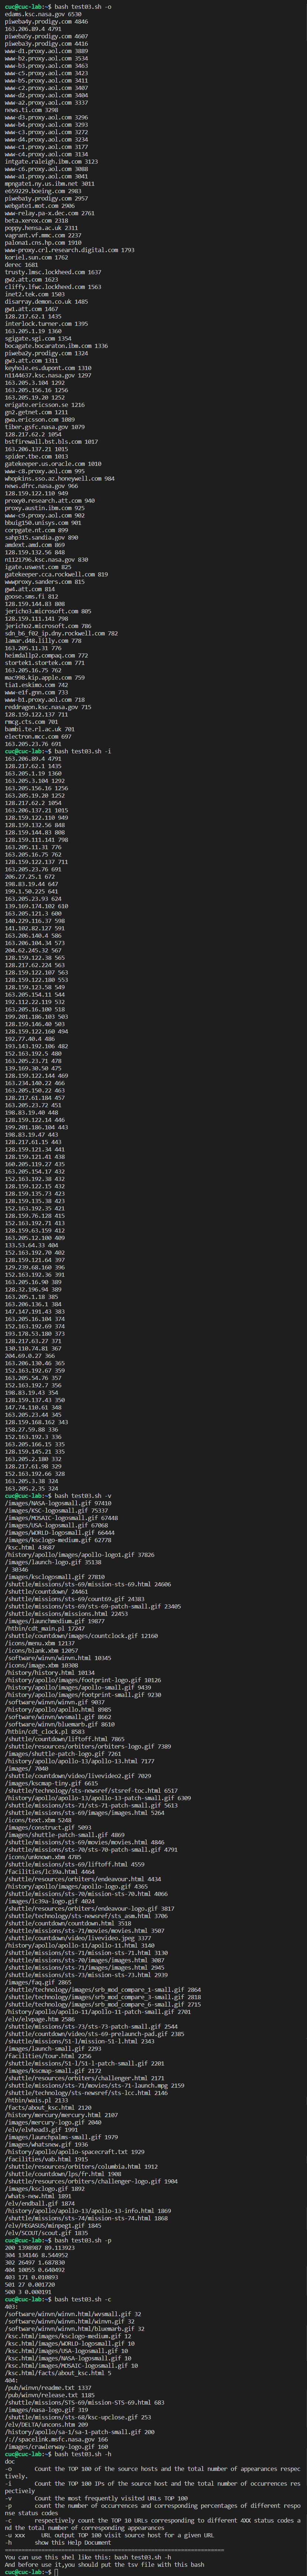 cuc@cuc-lab:~$ bash test03.sh -o
edams.ksc.nasa.gov 6530
piweba4y.prodigy.com 4846
163.206.89.4 4791
piweba5y.prodigy.com 4607
piweba3y.prodigy.com 4416
www-d1.proxy.aol.com 3889
www-b2.proxy.aol.com 3534
www-b3.proxy.aol.com 3463
www-c5.proxy.aol.com 3423
www-b5.proxy.aol.com 3411
www-c2.proxy.aol.com 3407
www-d2.proxy.aol.com 3404
www-a2.proxy.aol.com 3337
news.ti.com 3298
www-d3.proxy.aol.com 3296
www-b4.proxy.aol.com 3293
www-c3.proxy.aol.com 3272
www-d4.proxy.aol.com 3234
www-c1.proxy.aol.com 3177
www-c4.proxy.aol.com 3134
intgate.raleigh.ibm.com 3123
www-c6.proxy.aol.com 3088
www-a1.proxy.aol.com 3041
mpngate1.ny.us.ibm.net 3011
e659229.boeing.com 2983
piweba1y.prodigy.com 2957
webgate1.mot.com 2906
www-relay.pa-x.dec.com 2761
beta.xerox.com 2318
poppy.hensa.ac.uk 2311
vagrant.vf.mmc.com 2237
palona1.cns.hp.com 1910
www-proxy.crl.research.digital.com 1793
koriel.sun.com 1762
derec 1681
trusty.lmsc.lockheed.com 1637
gw2.att.com 1623
cliffy.lfwc.lockheed.com 1563
inet2.tek.com 1503
disarray.demon.co.uk 1485
gw1.att.com 1467
128.217.62.1 1435
interlock.turner.com 1395
163.205.1.19 1360
sgigate.sgi.com 1354
bocagate.bocaraton.ibm.com 1336
piweba2y.prodigy.com 1324
gw3.att.com 1311
keyhole.es.dupont.com 1310
n1144637.ksc.nasa.gov 1297
163.205.3.104 1292
163.205.156.16 1256
163.205.19.20 1252
erigate.ericsson.se 1216
gn2.getnet.com 1211
gwa.ericsson.com 1089
tiber.gsfc.nasa.gov 1079
128.217.62.2 1054
bstfirewall.bst.bls.com 1017
163.206.137.21 1015
spider.tbe.com 1013
gatekeeper.us.oracle.com 1010
www-c8.proxy.aol.com 995
whopkins.sso.az.honeywell.com 984
news.dfrc.nasa.gov 966
128.159.122.110 949
proxy0.research.att.com 940
proxy.austin.ibm.com 925
www-c9.proxy.aol.com 902
bbuig150.unisys.com 901
corpgate.nt.com 899
sahp315.sandia.gov 890
amdext.amd.com 869
128.159.132.56 848
n1121796.ksc.nasa.gov 830
igate.uswest.com 825
gatekeeper.cca.rockwell.com 819
wwwproxy.sanders.com 815
gw4.att.com 814
goose.sms.fi 812
128.159.144.83 808
jericho3.microsoft.com 805
128.159.111.141 798
jericho2.microsoft.com 786
sdn_b6_f02_ip.dny.rockwell.com 782
lamar.d48.lilly.com 778
163.205.11.31 776
heimdallp2.compaq.com 772
stortek1.stortek.com 771
163.205.16.75 762
mac998.kip.apple.com 759
tia1.eskimo.com 742
www-e1f.gnn.com 733
www-b1.proxy.aol.com 718
reddragon.ksc.nasa.gov 715
128.159.122.137 711
rmcg.cts.com 701
bambi.te.rl.ac.uk 701
electron.mcc.com 697
163.205.23.76 691
cuc@cuc-lab:~$ bash test03.sh -i
163.206.89.4 4791
128.217.62.1 1435
163.205.1.19 1360
163.205.3.104 1292
163.205.156.16 1256
163.205.19.20 1252
128.217.62.2 1054
163.206.137.21 1015
128.159.122.110 949
128.159.132.56 848
128.159.144.83 808
128.159.111.141 798
163.205.11.31 776
163.205.16.75 762
128.159.122.137 711
163.205.23.76 691
206.27.25.1 672
198.83.19.44 647
199.1.50.225 641
163.205.23.93 624
139.169.174.102 610
163.205.121.3 600
140.229.116.37 598
141.102.82.127 591
163.206.140.4 586
163.206.104.34 573
204.62.245.32 567
128.159.122.38 565
128.217.62.224 563
128.159.122.107 563
128.159.122.180 553
128.159.123.58 549
163.205.154.11 544
192.112.22.119 532
163.205.16.100 518
199.201.186.103 503
128.159.146.40 503
128.159.122.160 494
192.77.40.4 486
193.143.192.106 482
152.163.192.5 480
163.205.23.71 478
139.169.30.50 475
128.159.122.144 469
163.234.140.22 466
163.205.150.22 463
128.217.61.184 457
163.205.23.72 451
198.83.19.40 448
128.159.122.14 446
199.201.186.104 443
198.83.19.47 443
128.217.61.15 443
128.159.121.34 441
128.159.121.41 438
160.205.119.27 435
163.205.154.17 432
152.163.192.38 432
128.159.122.15 432
128.159.135.73 423
128.159.135.38 423
152.163.192.35 421
128.159.76.128 415
152.163.192.71 413
128.159.63.159 412
163.205.12.100 409
133.53.64.33 404
152.163.192.70 402
128.159.121.64 397
129.239.68.160 396
152.163.192.36 391
163.205.16.90 389
128.32.196.94 389
163.205.1.18 385
163.206.136.1 384
147.147.191.43 383
163.205.16.104 374
152.163.192.69 374
193.178.53.180 373
128.217.63.27 371
130.110.74.81 367
204.69.0.27 366
163.206.130.46 365
152.163.192.67 359
163.205.54.76 357
152.163.192.7 356
198.83.19.43 354
128.159.137.43 350
147.74.110.61 348
163.205.23.44 345
128.159.168.162 343
158.27.59.88 336
152.163.192.3 336
163.205.166.15 335
128.159.145.21 335
163.205.2.180 332
128.217.61.98 329
152.163.192.66 328
163.205.3.38 324
163.205.2.35 324
cuc@cuc-lab:~$ bash test03.sh -v
/images/NASA-logosmall.gif 97410
/images/KSC-logosmall.gif 75337
/images/MOSAIC-logosmall.gif 67448
/images/USA-logosmall.gif 67068
/images/WORLD-logosmall.gif 66444
/images/ksclogo-medium.gif 62778
/ksc.html 43687
/history/apollo/images/apollo-logo1.gif 37826
/images/launch-logo.gif 35138
/ 30346
/images/ksclogosmall.gif 27810
/shuttle/missions/sts-69/mission-sts-69.html 24606
/shuttle/countdown/ 24461
/shuttle/missions/sts-69/count69.gif 24383
/shuttle/missions/sts-69/sts-69-patch-small.gif 23405
/shuttle/missions/missions.html 22453
/images/launchmedium.gif 19877
/htbin/cdt_main.pl 17247
/shuttle/countdown/images/countclock.gif 12160
/icons/menu.xbm 12137
/icons/blank.xbm 12057
/software/winvn/winvn.html 10345
/icons/image.xbm 10308
/history/history.html 10134
/history/apollo/images/footprint-logo.gif 10126
/history/apollo/images/apollo-small.gif 9439
/history/apollo/images/footprint-small.gif 9230
/software/winvn/winvn.gif 9037
/history/apollo/apollo.html 8985
/software/winvn/wvsmall.gif 8662
/software/winvn/bluemarb.gif 8610
/htbin/cdt_clock.pl 8583
/shuttle/countdown/liftoff.html 7865
/shuttle/resources/orbiters/orbiters-logo.gif 7389
/images/shuttle-patch-logo.gif 7261
/history/apollo/apollo-13/apollo-13.html 7177
/images/ 7040
/shuttle/countdown/video/livevideo2.gif 7029
/images/kscmap-tiny.gif 6615
/shuttle/technology/sts-newsref/stsref-toc.html 6517
/history/apollo/apollo-13/apollo-13-patch-small.gif 6309
/shuttle/missions/sts-71/sts-71-patch-small.gif 5613
/shuttle/missions/sts-69/images/images.html 5264
/icons/text.xbm 5248
/images/construct.gif 5093
/images/shuttle-patch-small.gif 4869
/shuttle/missions/sts-69/movies/movies.html 4846
/shuttle/missions/sts-70/sts-70-patch-small.gif 4791
/icons/unknown.xbm 4785
/shuttle/missions/sts-69/liftoff.html 4559
/facilities/lc39a.html 4464
/shuttle/resources/orbiters/endeavour.html 4434
/history/apollo/images/apollo-logo.gif 4365
/shuttle/missions/sts-70/mission-sts-70.html 4066
/images/lc39a-logo.gif 4024
/shuttle/resources/orbiters/endeavour-logo.gif 3817
/shuttle/technology/sts-newsref/sts_asm.html 3706
/shuttle/countdown/countdown.html 3518
/shuttle/missions/sts-71/movies/movies.html 3507
/shuttle/countdown/video/livevideo.jpeg 3377
/history/apollo/apollo-11/apollo-11.html 3140
/shuttle/missions/sts-71/mission-sts-71.html 3130
/shuttle/missions/sts-70/images/images.html 3087
/shuttle/missions/sts-71/images/images.html 2945
/shuttle/missions/sts-73/mission-sts-73.html 2939
/images/faq.gif 2865
/shuttle/technology/images/srb_mod_compare_1-small.gif 2864
/shuttle/technology/images/srb_mod_compare_3-small.gif 2818
/shuttle/technology/images/srb_mod_compare_6-small.gif 2715
/history/apollo/apollo-11/apollo-11-patch-small.gif 2701
/elv/elvpage.htm 2586
/shuttle/missions/sts-73/sts-73-patch-small.gif 2544
/shuttle/countdown/video/sts-69-prelaunch-pad.gif 2385
/shuttle/missions/51-l/mission-51-l.html 2343
/images/launch-small.gif 2293
/facilities/tour.html 2256
/shuttle/missions/51-l/51-l-patch-small.gif 2201
/images/kscmap-small.gif 2172
/shuttle/resources/orbiters/challenger.html 2171
/shuttle/missions/sts-71/movies/sts-71-launch.mpg 2159
/shuttle/technology/sts-newsref/sts-lcc.html 2146
/htbin/wais.pl 2133
/facts/about_ksc.html 2120
/history/mercury/mercury.html 2107
/images/mercury-logo.gif 2040
/elv/elvhead3.gif 1991
/images/launchpalms-small.gif 1979
/images/whatsnew.gif 1936
/history/apollo/apollo-spacecraft.txt 1929
/facilities/vab.html 1915
/shuttle/resources/orbiters/columbia.html 1912
/shuttle/countdown/lps/fr.html 1908
/shuttle/resources/orbiters/challenger-logo.gif 1904
/images/ksclogo.gif 1892
/whats-new.html 1891
/elv/endball.gif 1874
/history/apollo/apollo-13/apollo-13-info.html 1869
/shuttle/missions/sts-74/mission-sts-74.html 1868
/elv/PEGASUS/minpeg1.gif 1845
/elv/SCOUT/scout.gif 1835
cuc@cuc-lab:~$ bash test03.sh -p
200 1398987 89.113923
304 134146 8.544952
302 26497 1.687830
404 10055 0.640492
403 171 0.010893
501 27 0.001720
500 3 0.000191
cuc@cuc-lab:~$ bash test03.sh -c
403:
/software/winvn/winvn.html/wvsmall.gif 32
/software/winvn/winvn.html/winvn.gif 32
/software/winvn/winvn.html/bluemarb.gif 32
/ksc.html/images/ksclogo-medium.gif 12
/ksc.html/images/WORLD-logosmall.gif 10
/ksc.html/images/USA-logosmall.gif 10
/ksc.html/images/NASA-logosmall.gif 10
/ksc.html/images/MOSAIC-logosmall.gif 10
/ksc.html/facts/about_ksc.html 5
404:
/pub/winvn/readme.txt 1337
/pub/winvn/release.txt 1185
/shuttle/missions/STS-69/mission-STS-69.html 683
/images/nasa-logo.gif 319
/shuttle/missions/sts-68/ksc-upclose.gif 253
/elv/DELTA/uncons.htm 209
/history/apollo/sa-1/sa-1-patch-small.gif 200
/://spacelink.msfc.nasa.gov 166
/images/crawlerway-logo.gif 160
cuc@cuc-lab:~$ bash test03.sh -h
doc
-o Count the TOP 100 of the source hosts and the total number of appearances respec
tively.
-i Count the TOP 100 IPs of the source host and the total number of occurrences res
pectively
-v Count the most frequently visited URLs TOP 100
-p count the number of occurrences and corresponding percentages of different respo
nse status codes
-c respectively count the TOP 10 URLs corresponding to different 4XX status codes a
nd the total number of corresponding appearances
-u xxx URL output TOP 100 visit source host for a given URL
-h show this Help Document
==================================================
You can use this shel like this: bash test03.sh -h
And before use it,you should put the tsv file with this bash
cuc@cuc-lab:~$